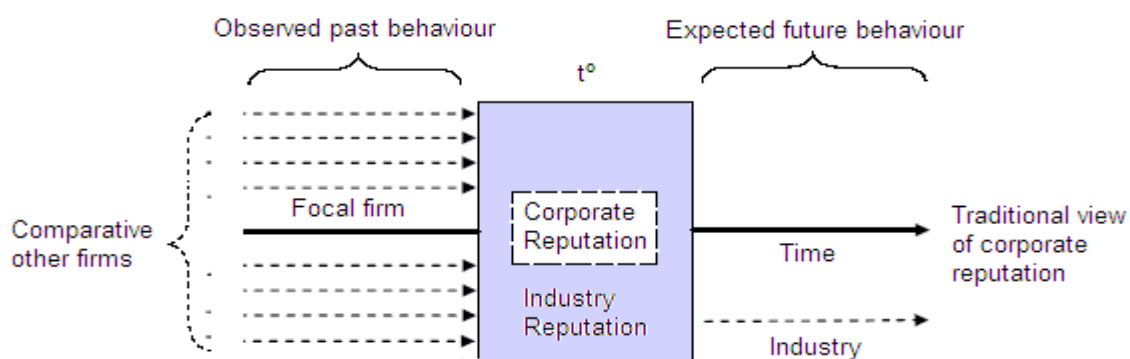 Observed past behaviour
Expected future behaviour
t°
Focal firm
Comparative
other firms
Corporate
Reputation
Industry
Reputation
Time
Traditional view
of corporate
reputation
Industry